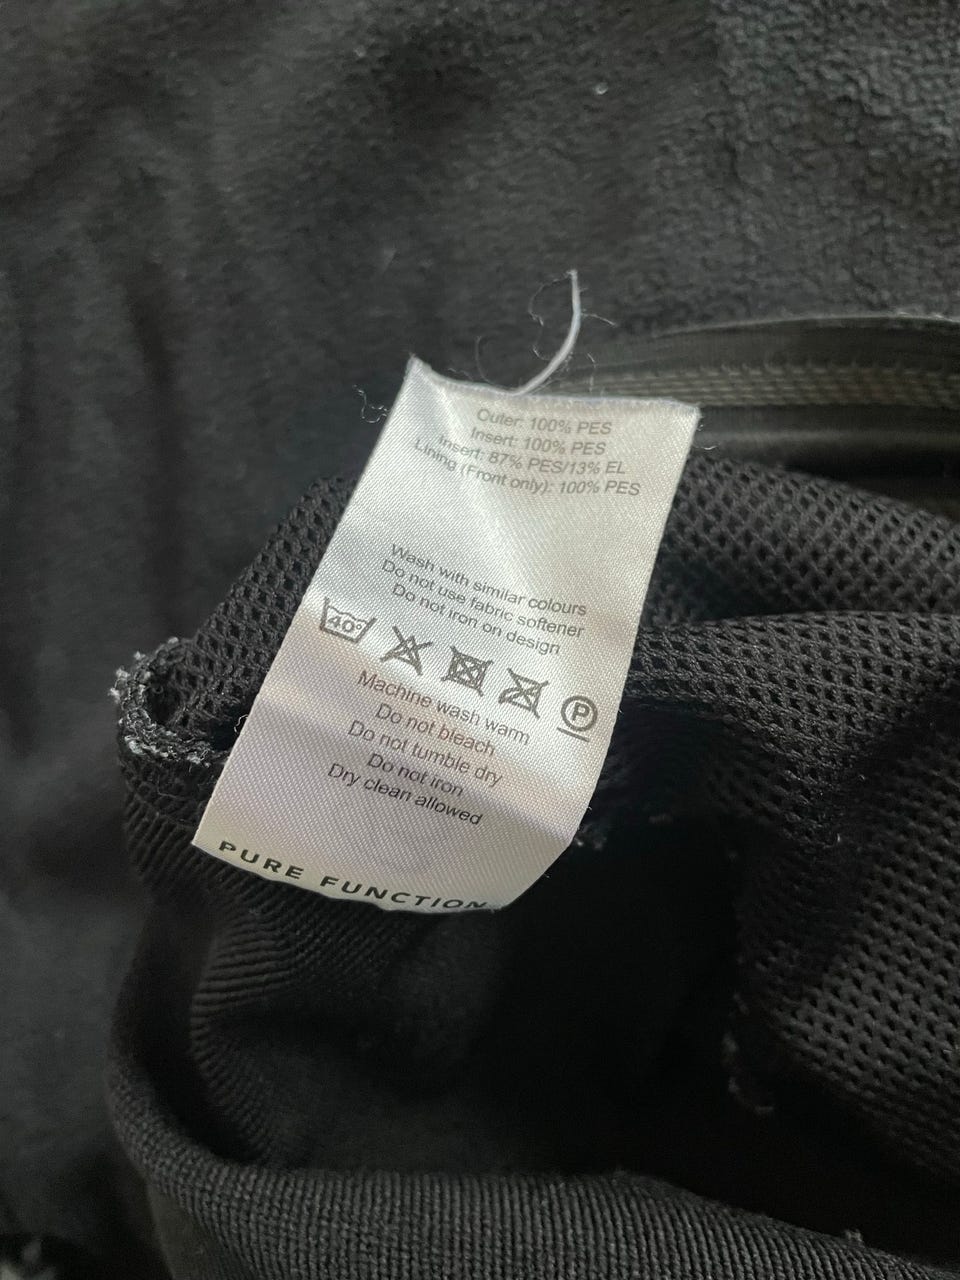 Outer: 100% PES
Insert: 100% PES
Insert: 87% PES/13% EL
Lining (Front only): 100% PES
Wash with similar colours
Do not use fabric softener
Do not iron on design
40°
P
Machine wash warm
Do not bleach
Do not tumble dry
Do not iron
Dry clean allowed
PURE FUNCTION